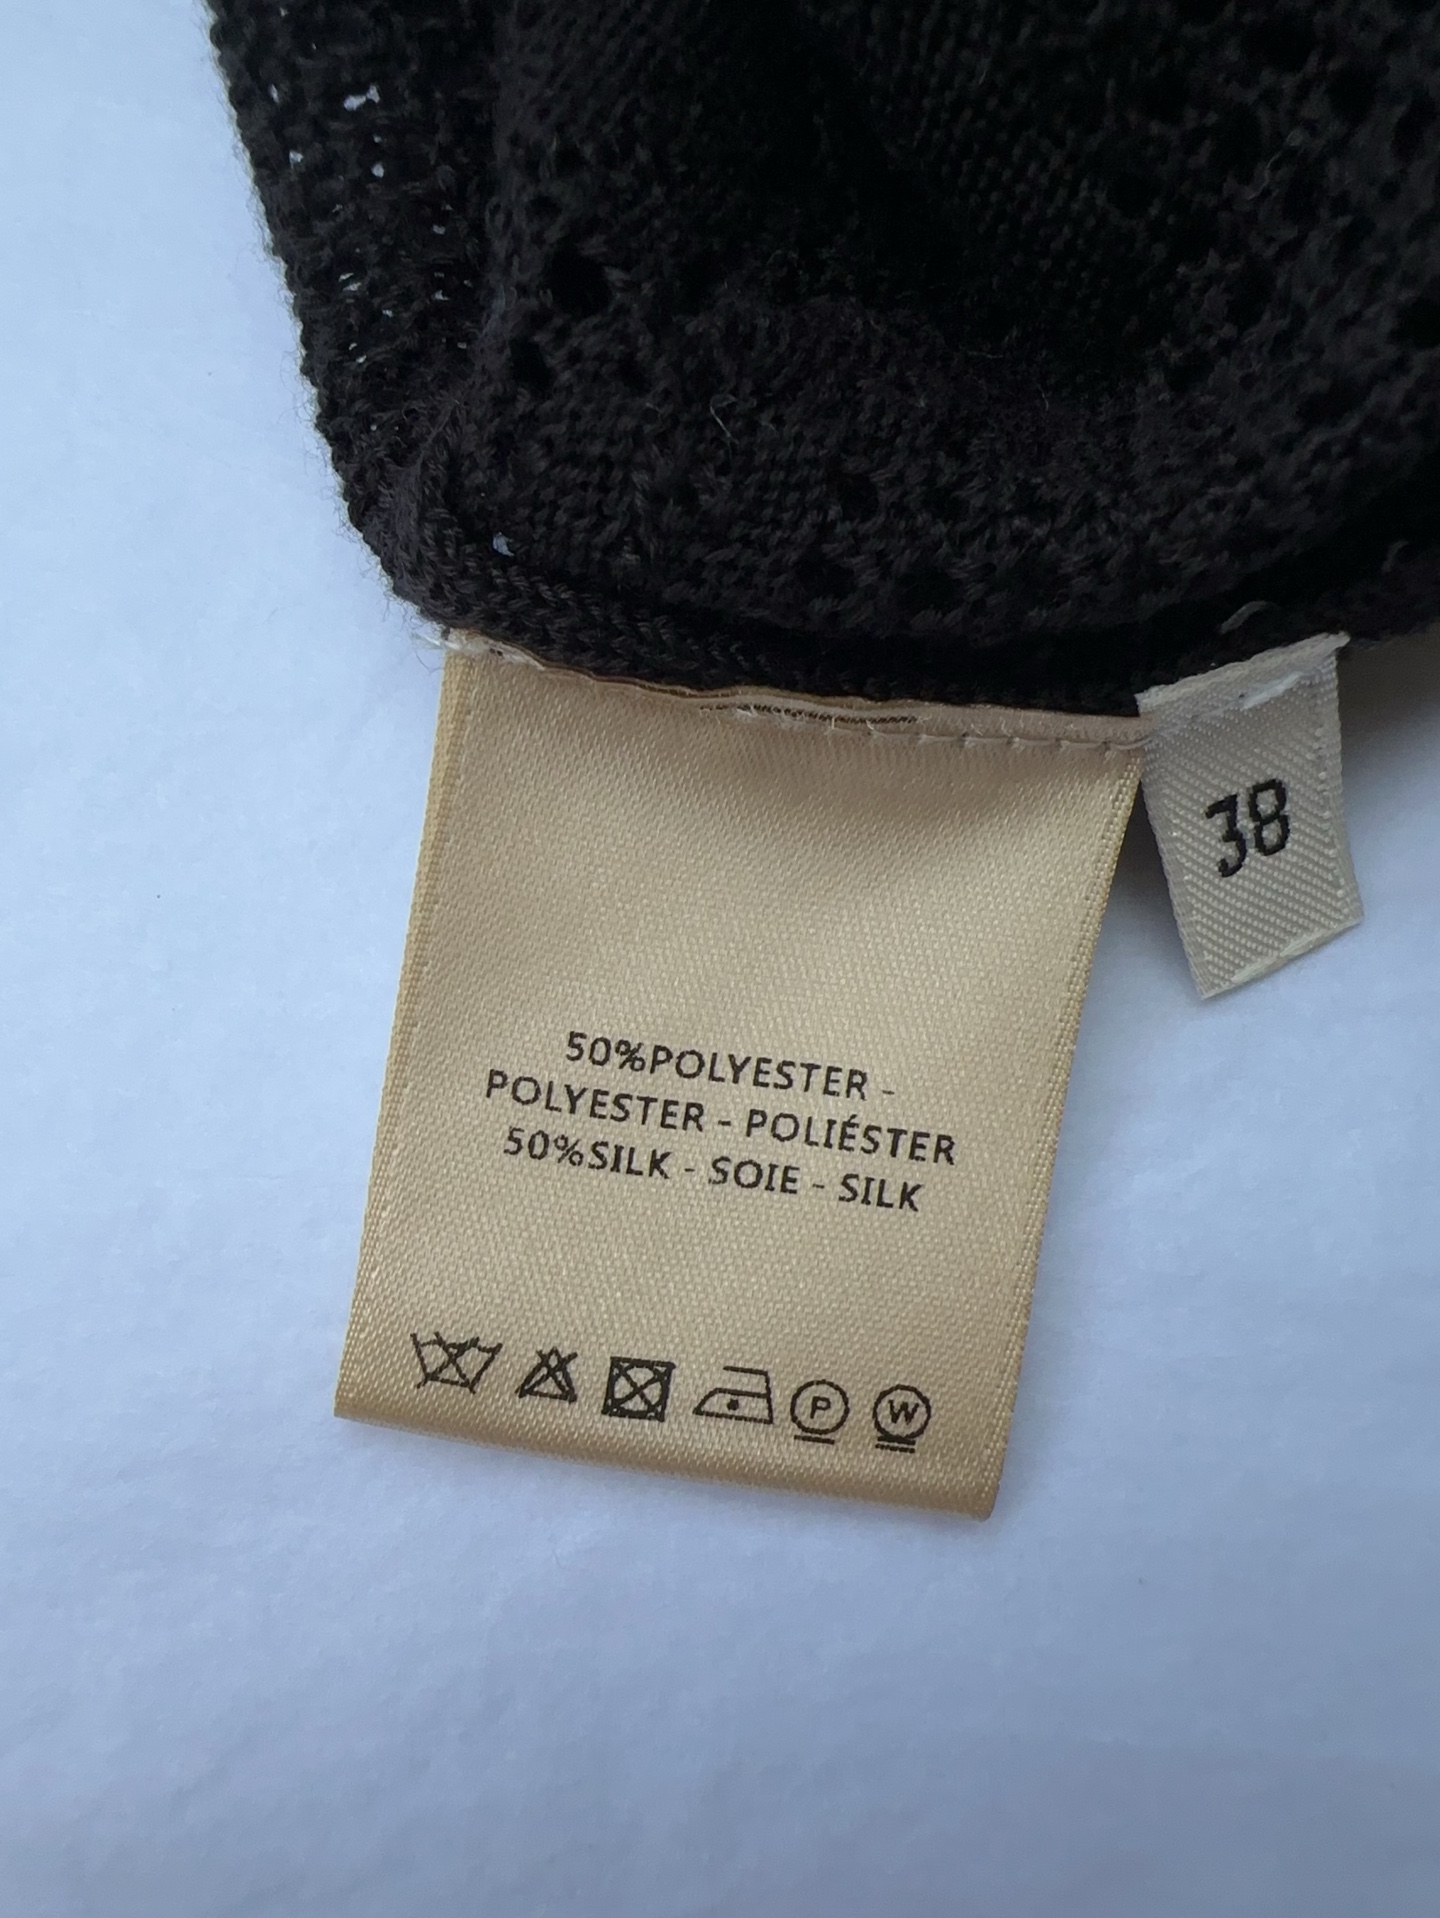 50%POLYESTER -
POLYESTER - POLIÉSTER
50%SILK - SOIE - SILK
P W
38